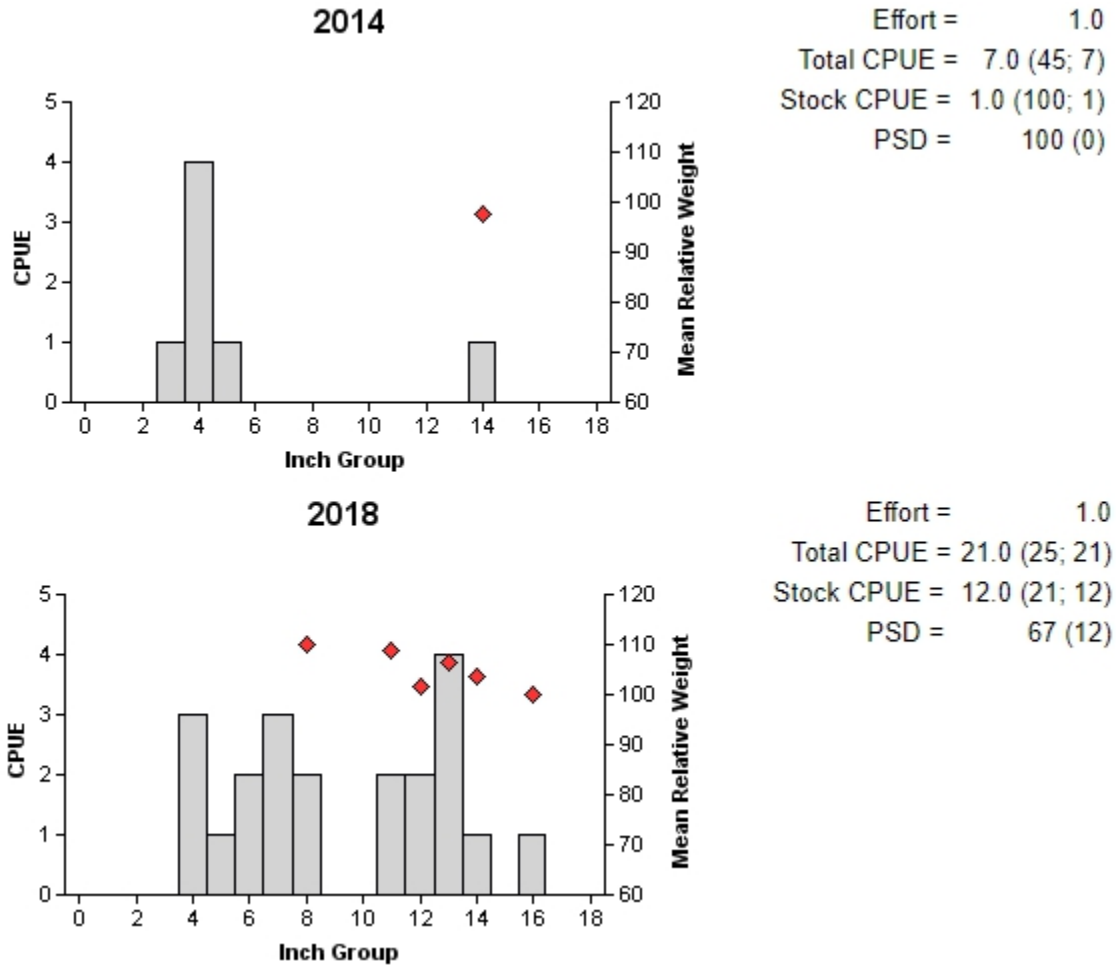 2014
Effort = 1.0
Total CPUE = 7.0 (45; 7)
Stock CPUE = 1.0 (100; 1)
PSD = 100 (0)
5
4
3
2
1
0
CPUE
120
110
100
90
80
70
60
Mean Relative Weight
0 2 4 6 8 10 12 14 16 18
Inch Group
2018
Effort = 1.0
Total CPUE = 21.0 (25; 21)
Stock CPUE = 12.0 (21; 12)
PSD = 67 (12)
5
4
3
2
1
0
CPUE
120
110
100
90
80
70
60
Mean Relative Weight
0 2 4 6 8 10 12 14 16 18
Inch Group